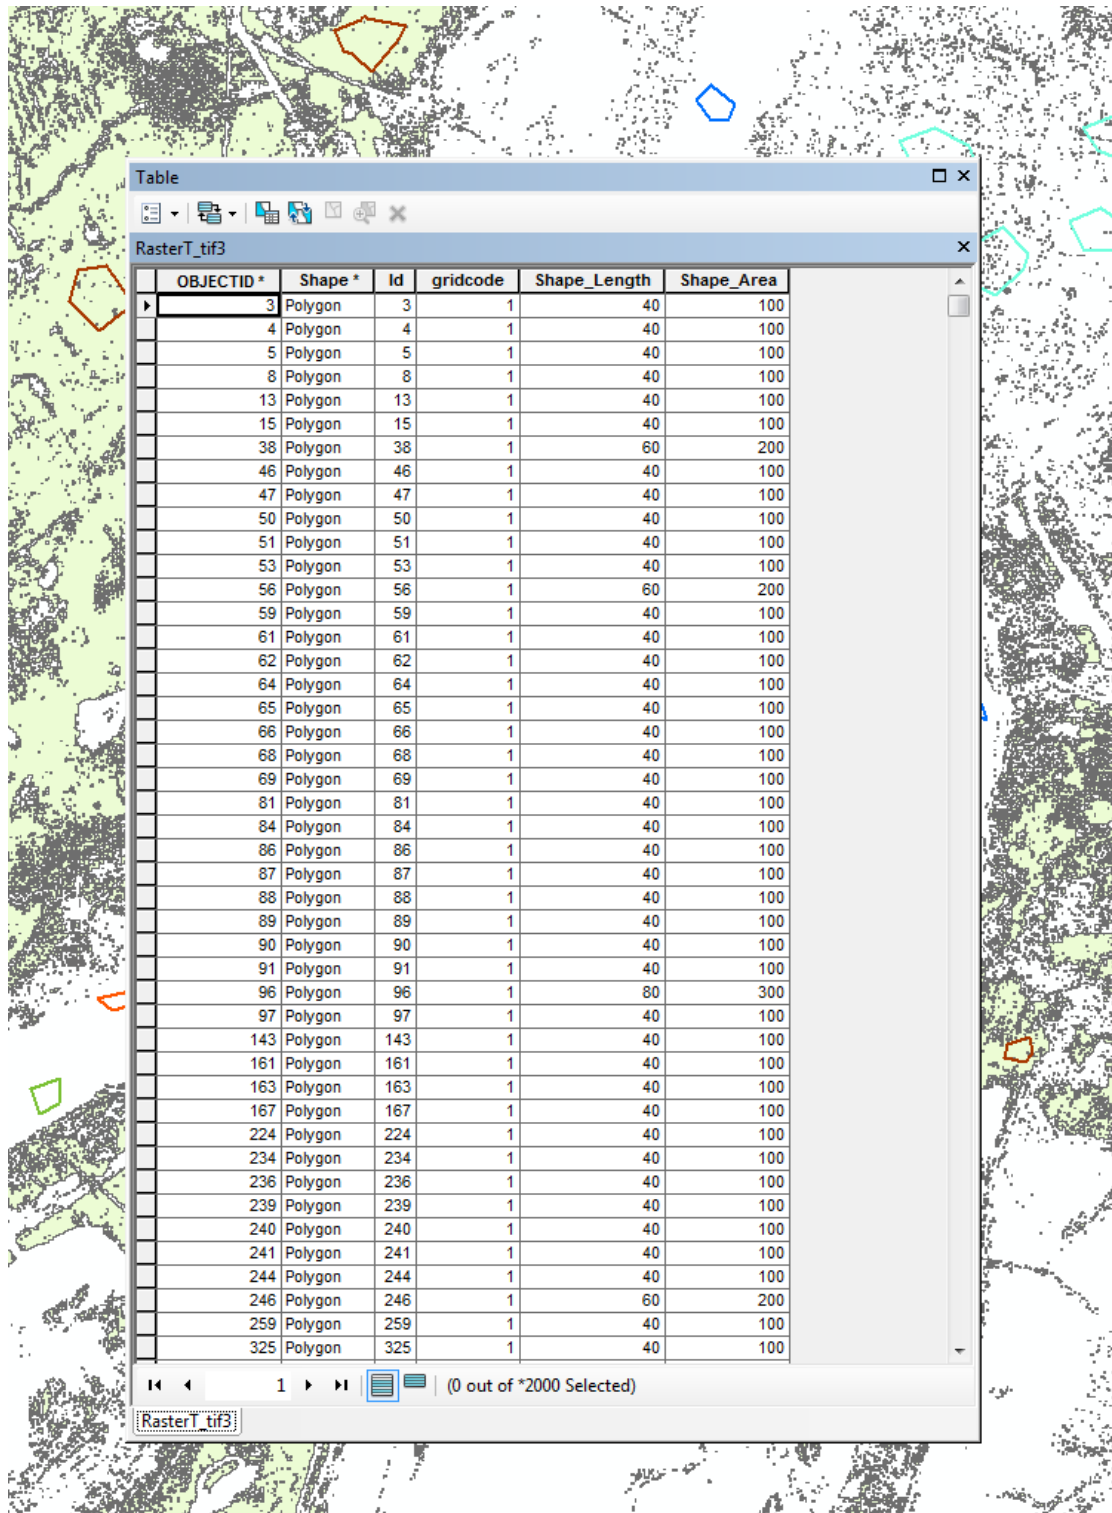 Table
RasterT_tif3
OBJECTID * Shape * Id gridcode Shape_Length Shape_Area
3 Polygon 3 1 40 100
4 Polygon 4 1 40 100
5 Polygon 5 1 40 100
8 Polygon 8 1 40 100
13 Polygon 13 1 40 100
15 Polygon 15 1 40 100
38 Polygon 38 1 60 200
46 Polygon 46 1 40 100
47 Polygon 47 1 40 100
50 Polygon 50 1 40 100
51 Polygon 51 1 40 100
53 Polygon 53 1 40 100
56 Polygon 56 1 60 200
59 Polygon 59 1 40 100
61 Polygon 61 1 40 100
62 Polygon 62 1 40 100
64 Polygon 64 1 40 100
65 Polygon 65 1 40 100
66 Polygon 66 1 40 100
68 Polygon 68 1 40 100
69 Polygon 69 1 40 100
81 Polygon 81 1 40 100
84 Polygon 84 1 40 100
86 Polygon 86 1 40 100
87 Polygon 87 1 40 100
88 Polygon 88 1 40 100
89 Polygon 89 1 40 100
90 Polygon 90 1 40 100
91 Polygon 91 1 40 100
96 Polygon 96 1 80 300
97 Polygon 97 1 40 100
143 Polygon 143 1 40 100
161 Polygon 161 1 40 100
163 Polygon 163 1 40 100
167 Polygon 167 1 40 100
224 Polygon 224 1 40 100
234 Polygon 234 1 40 100
236 Polygon 236 1 40 100
239 Polygon 239 1 40 100
240 Polygon 240 1 40 100
241 Polygon 241 1 40 100
244 Polygon 244 1 40 100
246 Polygon 246 1 60 200
259 Polygon 259 1 40 100
325 Polygon 325 1 40 100
1 (0 out of *2000 Selected)
RasterT_tif3